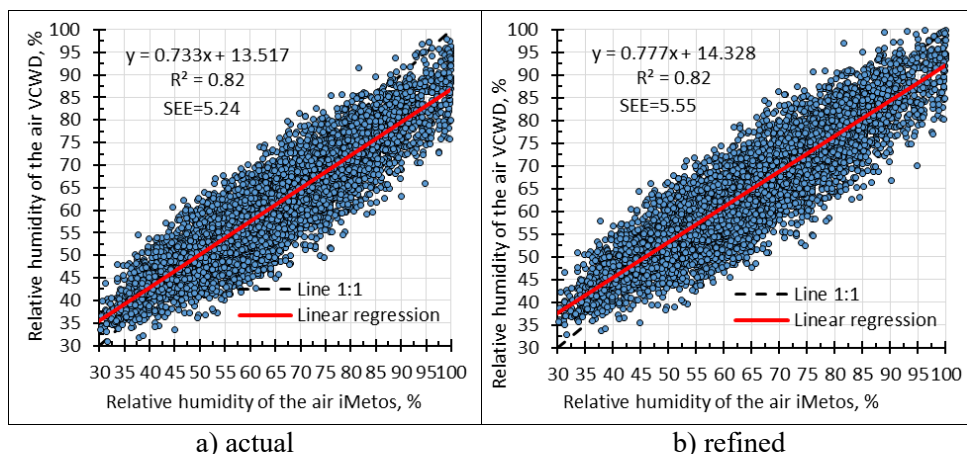 Relative humidity of the air VCWD, %
100
95
90
85
80
75
70
65
60
55
50
45
40
35
30
y = 0.733x + 13.517
R² = 0.82
SEE=5.24
Line 1:1
Linear regression
30 35 40 45 50 55 60 65 70 75 80 85 90 95 100
Relative humidity of the air iMetos, %
a) actual
Relative humidity of the air VCWD, %
100
95
90
85
80
75
70
65
60
55
50
45
40
35
30
y = 0.777x + 14.328
R² = 0.82
SEE=5.55
Line 1:1
Linear regression
30 35 40 45 50 55 60 65 70 75 80 85 90 95 100
Relative humidity of the air iMetos, %
b) refined